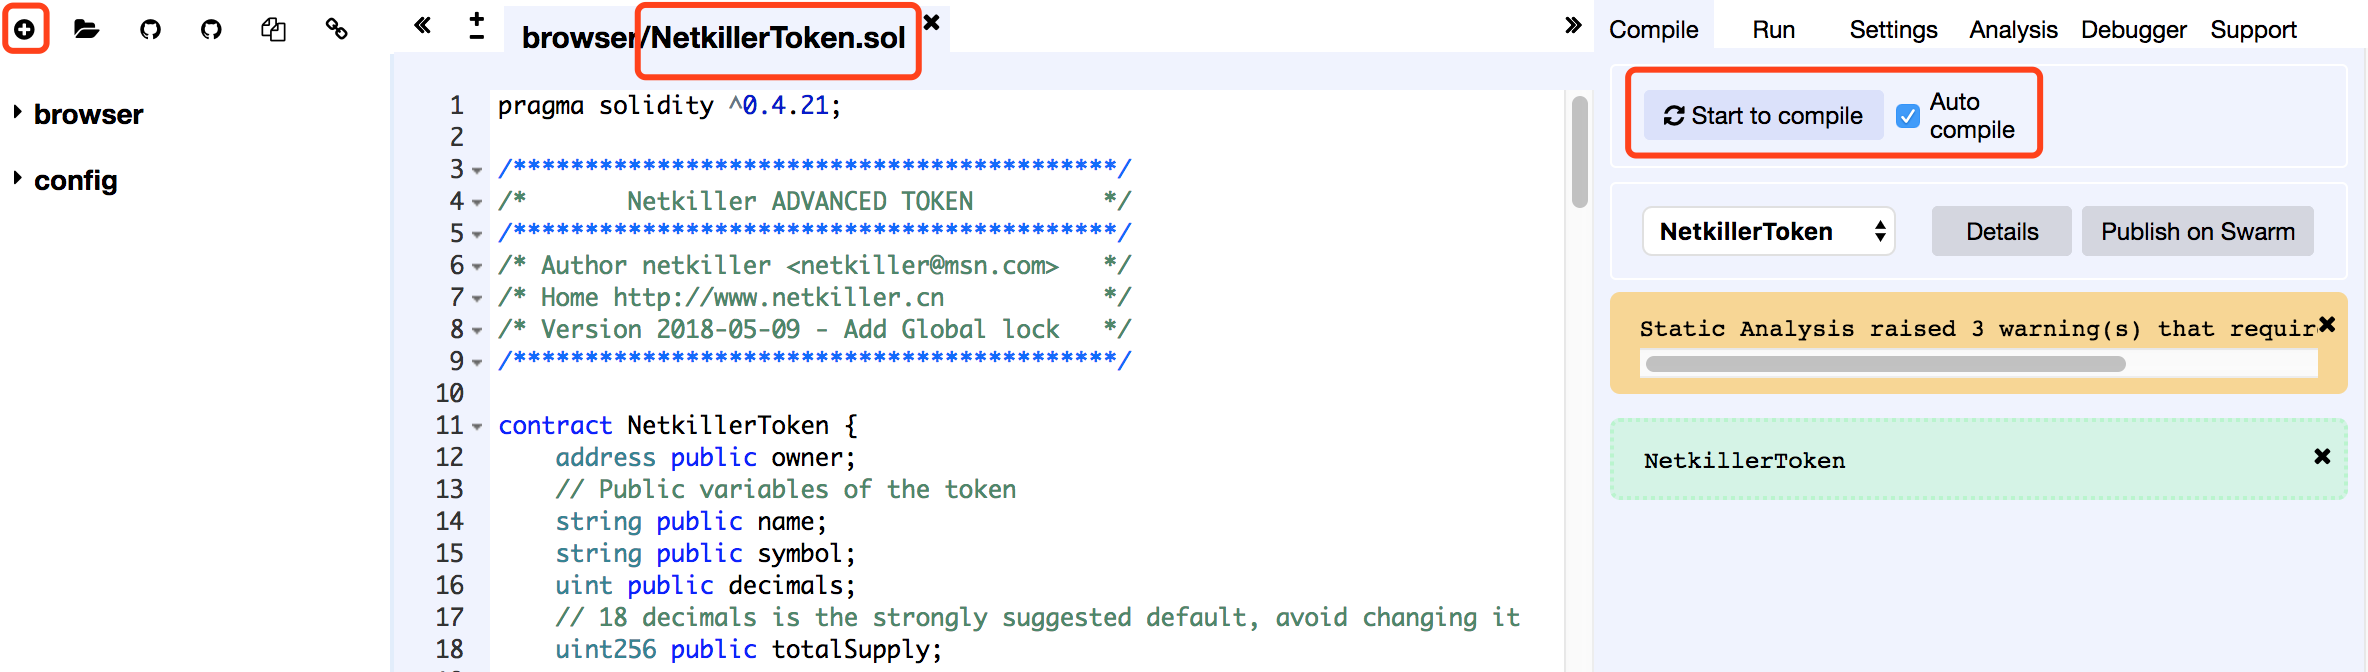 browser/NetkillerToken.sol
Compile Run Settings Analysis Debugger Support
browser
config
1 pragma solidity ^0.4.21;
2
3 /******************************************/
4 /*       Netkiller ADVANCED TOKEN         */
5 /******************************************/
6 /* Author netkiller <netkiller@msn.com>   */
7 /* Home http://www.netkiller.cn           */
8 /* Version 2018-05-09 - Add Global lock   */
9 /******************************************/
10
11 contract NetkillerToken {
12     address public owner;
13     // Public variables of the token
14     string public name;
15     string public symbol;
16     uint public decimals;
17     // 18 decimals is the strongly suggested default, avoid changing it
18     uint256 public totalSupply;
Start to compile
Auto
compile
NetkillerToken Details Publish on Swarm
Static Analysis raised 3 warning(s) that requir
NetkillerToken